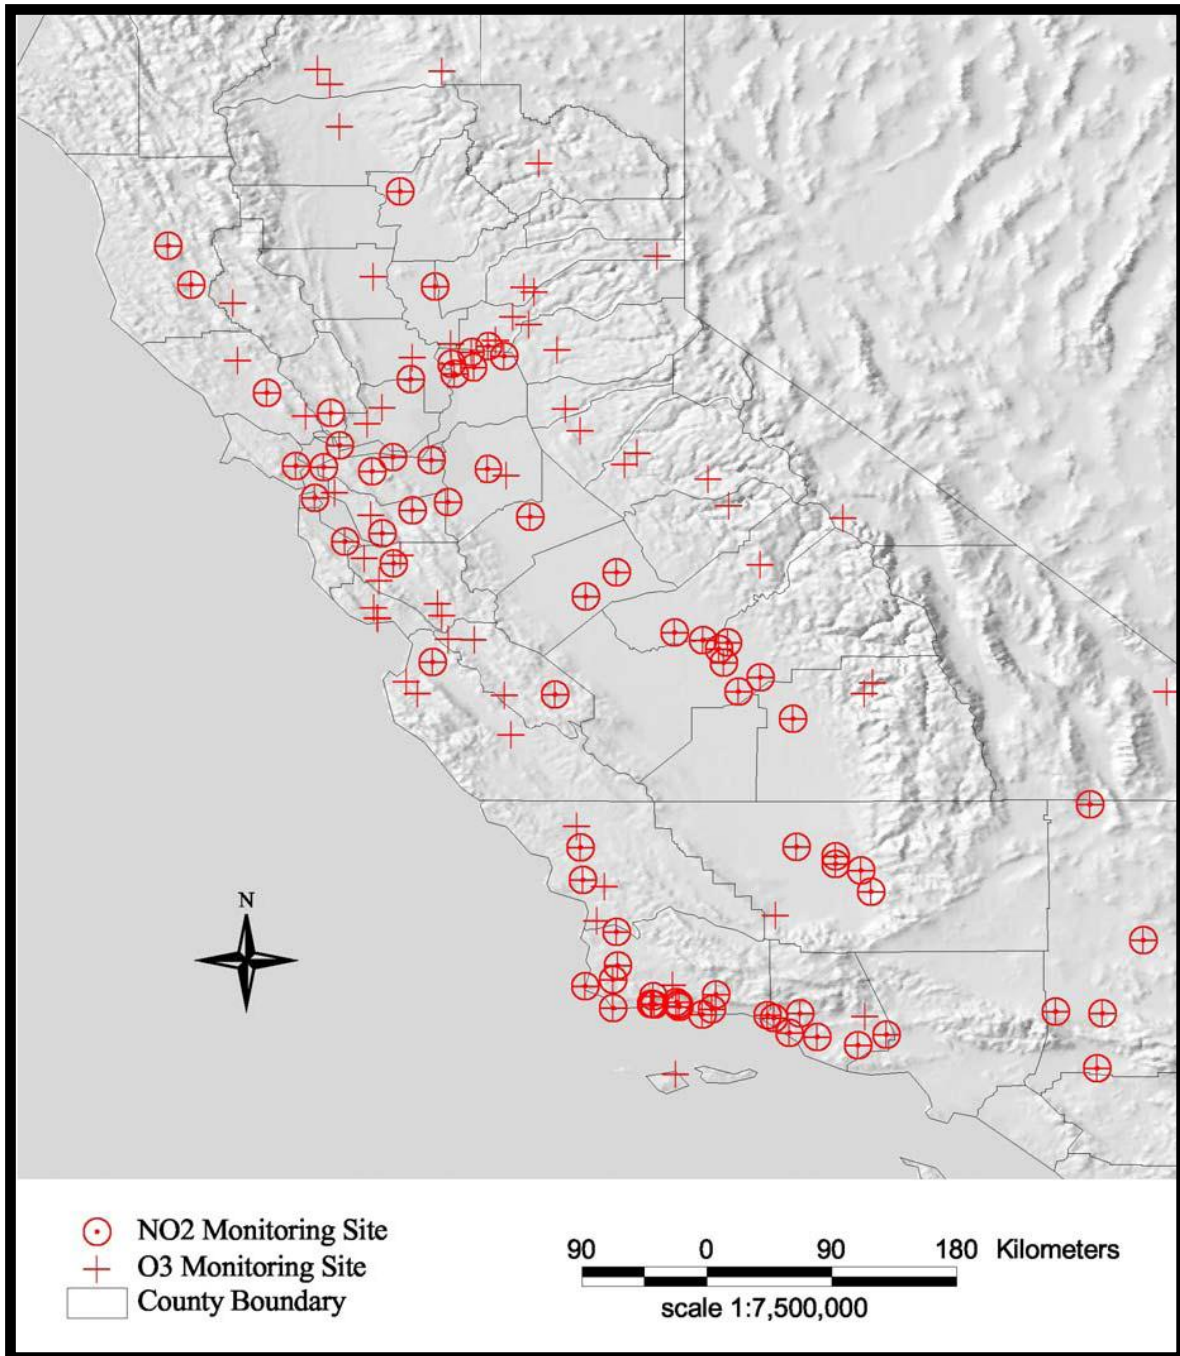 N
NO2 Monitoring Site
O3 Monitoring Site
County Boundary
90 0 90 180 Kilometers
scale 1:7,500,000